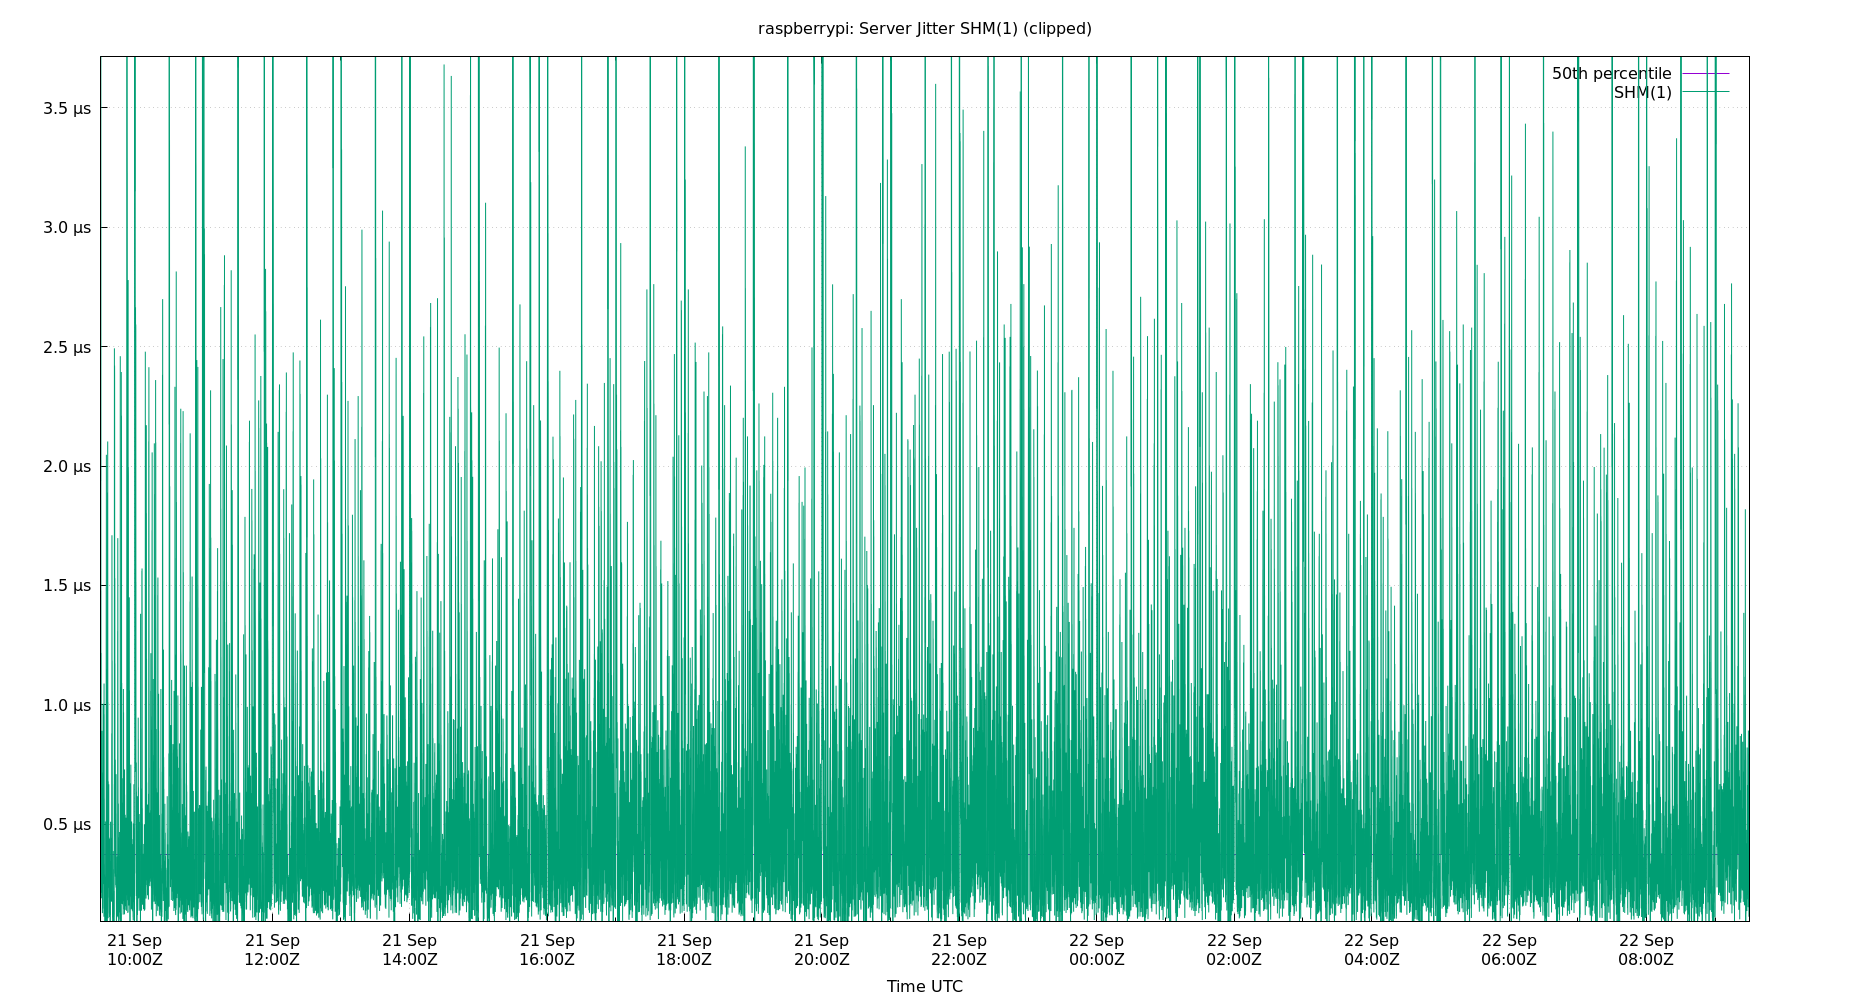 raspberrypi: Server Jitter SHM(1) (clipped)
50th percentile
SHM(1)
3.5 µs
3.0 µs
2.5 µs
2.0 µs
1.5 µs
1.0 µs
0.5 µs
21 Sep 21 Sep 21 Sep 21 Sep 21 Sep 21 Sep 21 Sep 22 Sep 22 Sep 22 Sep 22 Sep 22 Sep
10:00Z 12:00Z 14:00Z 16:00Z 18:00Z 20:00Z 22:00Z 00:00Z 02:00Z 04:00Z 06:00Z 08:00Z
Time UTC